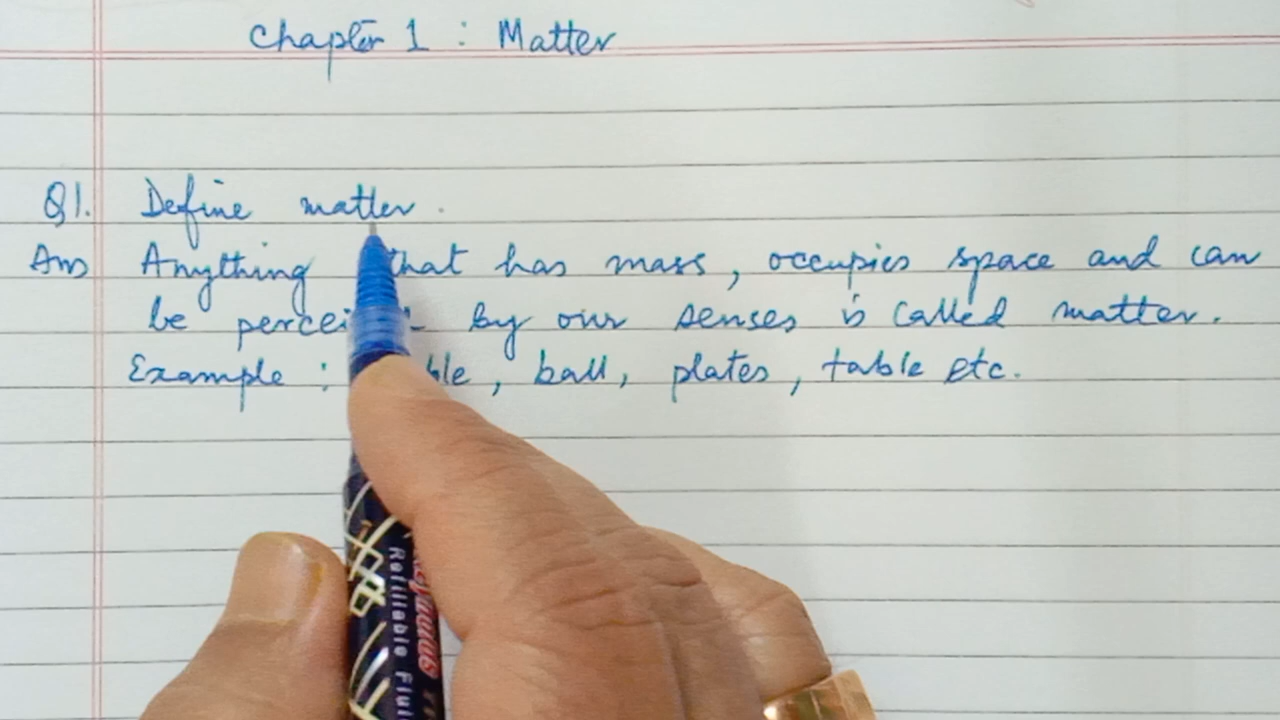 Chapter 1 : Matter
Q1. Define matter.
Ans Anything that has mass, occupies space and can
be by our senses is called matter.
Example : , ball, plates, table etc.
Refillable